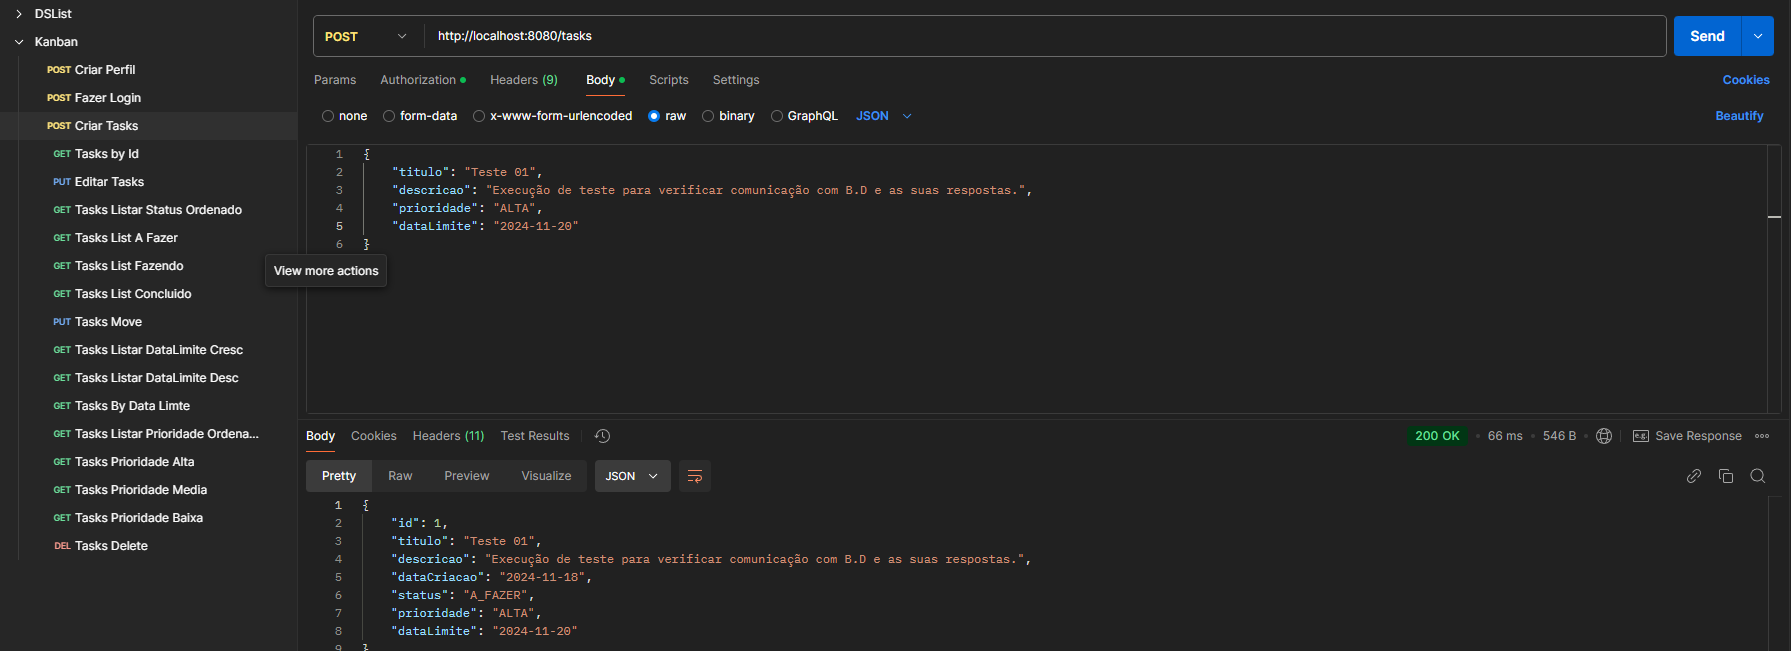 DSList
Kanban
POST Criar Perfil
POST Fazer Login
POST Criar Tasks
GET Tasks by Id
PUT Editar Tasks
GET Tasks Listar Status Ordenado
GET Tasks List A Fazer
GET Tasks List Fazendo
GET Tasks List Concluido
PUT Tasks Move
GET Tasks Listar DataLimite Cresc
GET Tasks Listar DataLimite Desc
GET Tasks By Data Limte
GET Tasks Listar Prioridade Ordena...
GET Tasks Prioridade Alta
GET Tasks Prioridade Media
GET Tasks Prioridade Baixa
DEL Tasks Delete
View more actions
POST http://localhost:8080/tasks Send
Params Authorization Headers (9) Body Scripts Settings Cookies
none form-data x-www-form-urlencoded raw binary GraphQL JSON Beautify
1 {
2 "titulo": "Teste 01",
3 "descricao": "Execução de teste para verificar comunicação com B.D e as suas respostas.",
4 "prioridade": "ALTA",
5 "dataLimite": "2024-11-20"
6 }
Body Cookies Headers (11) Test Results 200 OK 66 ms 546 B e.g. Save Response
Pretty Raw Preview Visualize JSON
1 {
2 "id": 1,
3 "titulo": "Teste 01",
4 "descricao": "Execução de teste para verificar comunicação com B.D e as suas respostas.",
5 "dataCriacao": "2024-11-18",
6 "status": "A_FAZER",
7 "prioridade": "ALTA",
8 "dataLimite": "2024-11-20"
9 }